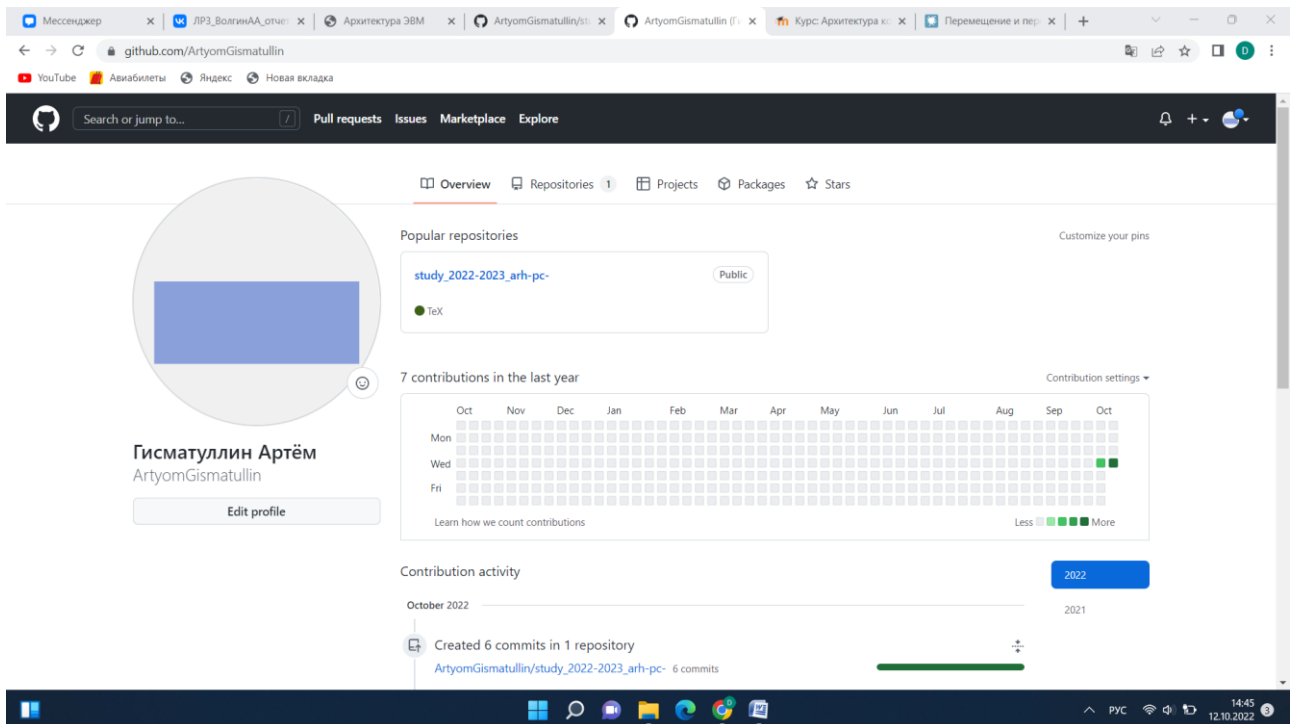 Мессенджер
ЛР3_ВолгинАА_отчет
Архитектура ЭВМ
ArtyomGismatullin/stu
ArtyomGismatullin (Ги
Курс: Архитектура ко
Перемещение и пер
github.com/ArtyomGismatullin
D
YouTube Авиабилеты Яндекс Новая вкладка
Search or jump to... / Pull requests Issues Marketplace Explore
Overview Repositories 1 Projects Packages Stars
Popular repositories Customize your pins
study_2022-2023_arh-pc- Public
TeX
7 contributions in the last year Contribution settings
Oct Nov Dec Jan Feb Mar Apr May Jun Jul Aug Sep Oct
Mon
Wed
Fri
Learn how we count contributions Less More
Гисматуллин Артём
ArtyomGismatullin
Edit profile
Contribution activity
2022
2021
October 2022
Created 6 commits in 1 repository
ArtyomGismatullin/study_2022-2023_arh-pc- 6 commits
РУС
14:45
12.10.2022
3